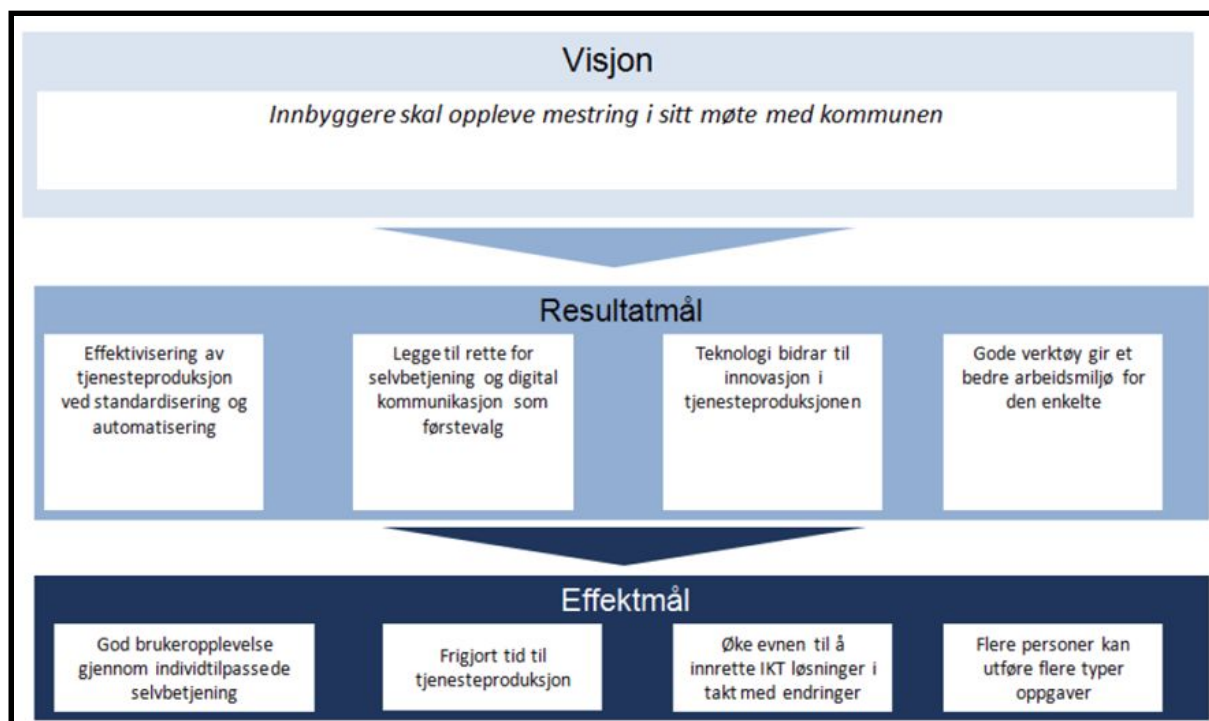 Visjon
Innbyggere skal oppleve mestring i sitt møte med kommunen
Resultatmål
Effektivisering av
tjenesteproduksjon
ved standardisering og
automatisering
Legge til rette for
selvbetjening og digital
kommunikasjon som
førstevalg
Teknologi bidrar til
innovasjon i
tjenesteproduksjonen
Gode verktøy gir et
bedre arbeidsmiljø for
den enkelte
Effektmål
God brukeropplevelse
gjennom individtilpassede
selvbetjening
Frigjort tid til
tjenesteproduksjon
Øke evnen til å
innrette IKT løsninger i
takt med endringer
Flere personer kan
utføre flere typer
oppgaver